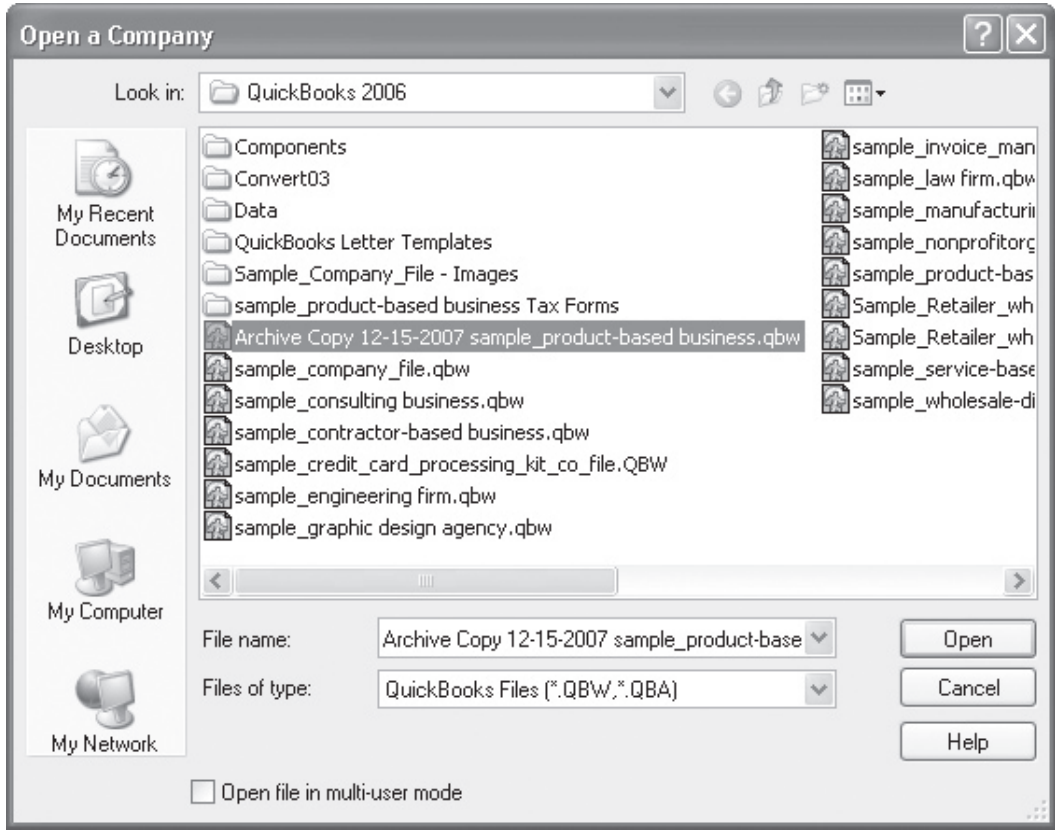 Open a Company
Look in:
QuickBooks 2006
My Recent
Documents
Desktop
My Documents
My Computer
My Network
Components
Convert03
Data
QuickBooks Letter Templates
Sample_Company_File - Images
sample_product-based business Tax Forms
Archive Copy 12-15-2007 sample_product-based business.qbw
sample_company_file.qbw
sample_consulting business.qbw
sample_contractor-based business.qbw
sample_credit_card_processing_kit_co_file.QBW
sample_engineering firm.qbw
sample_graphic design agency.qbw
sample_invoice_man
sample_law firm.qbw
sample_manufacturin
sample_nonprofitorg
sample_product-bas
Sample_Retailer_wh
Sample_Retailer_wh
sample_service-base
sample_wholesale-di
File name:
Archive Copy 12-15-2007 sample_product-base
Open
Files of type:
QuickBooks Files (*.QBW,*.QBA)
Cancel
Help
Open file in multi-user mode